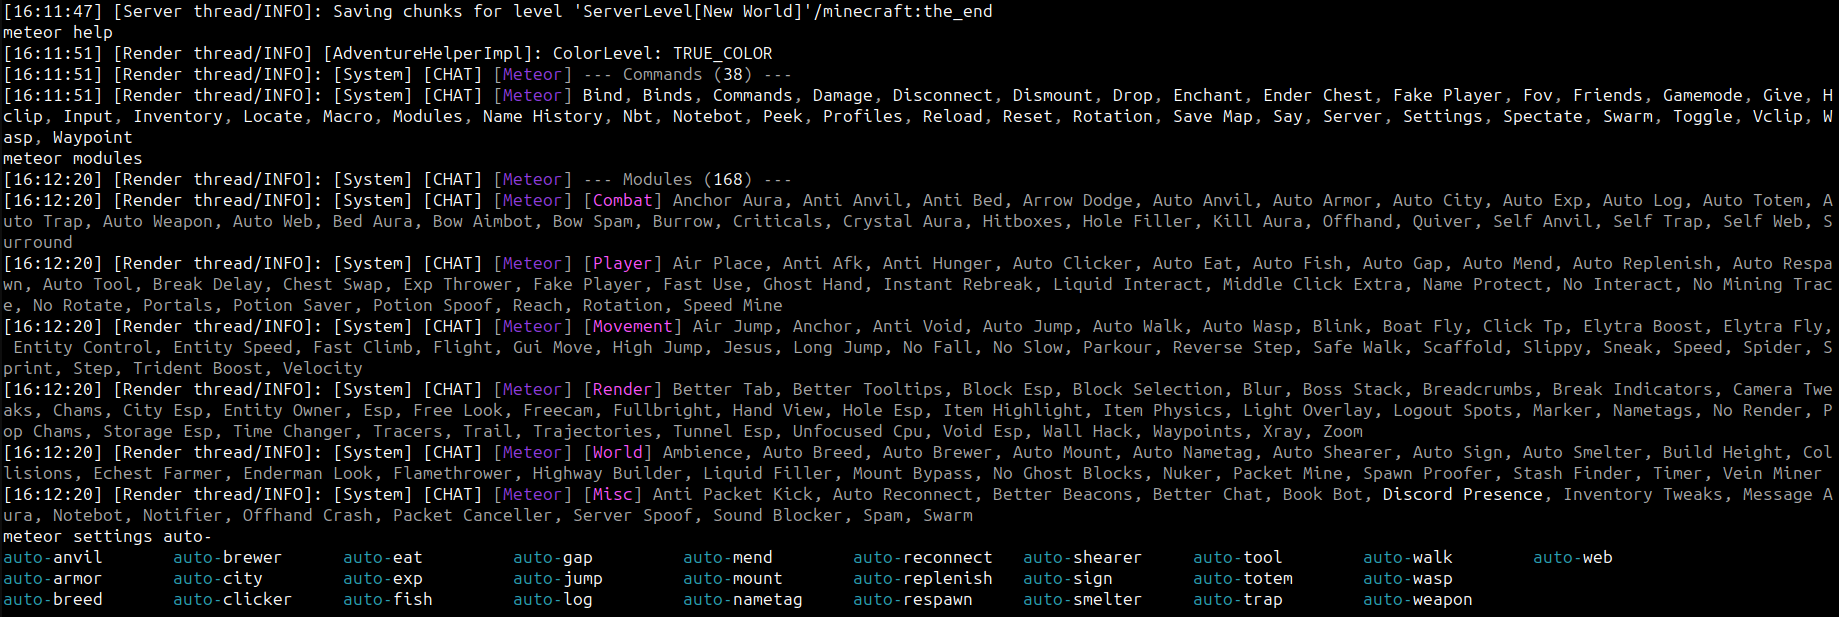 [16:11:47] [Server thread/INFO]: Saving chunks for level 'ServerLevel[New World]'/minecraft:the_end
meteor help
[16:11:51] [Render thread/INFO] [AdventureHelperImpl]: ColorLevel: TRUE_COLOR
[16:11:51] [Render thread/INFO]: [System] [CHAT] [Meteor] --- Commands (38) ---
[16:11:51] [Render thread/INFO]: [System] [CHAT] [Meteor] Bind, Binds, Commands, Damage, Disconnect, Dismount, Drop, Enchant, Ender Chest, Fake Player, Fov, Friends, Gamemode, Give, H
clip, Input, Inventory, Locate, Macro, Modules, Name History, Nbt, Notebot, Peek, Profiles, Reload, Reset, Rotation, Save Map, Say, Server, Settings, Spectate, Swarm, Toggle, Vclip, W
asp, Waypoint
meteor modules
[16:12:20] [Render thread/INFO]: [System] [CHAT] [Meteor] --- Modules (168) ---
[16:12:20] [Render thread/INFO]: [System] [CHAT] [Meteor] [Combat] Anchor Aura, Anti Anvil, Anti Bed, Arrow Dodge, Auto Anvil, Auto Armor, Auto City, Auto Exp, Auto Log, Auto Totem, A
uto Trap, Auto Weapon, Auto Web, Bed Aura, Bow Aimbot, Bow Spam, Burrow, Criticals, Crystal Aura, Hitboxes, Hole Filler, Kill Aura, Offhand, Quiver, Self Anvil, Self Trap, Self Web, S
urround
[16:12:20] [Render thread/INFO]: [System] [CHAT] [Meteor] [Player] Air Place, Anti Afk, Anti Hunger, Auto Clicker, Auto Eat, Auto Fish, Auto Gap, Auto Mend, Auto Replenish, Auto Respa
wn, Auto Tool, Break Delay, Chest Swap, Exp Thrower, Fake Player, Fast Use, Ghost Hand, Instant Rebreak, Liquid Interact, Middle Click Extra, Name Protect, No Interact, No Mining Trac
e, No Rotate, Portals, Potion Saver, Potion Spoof, Reach, Rotation, Speed Mine
[16:12:20] [Render thread/INFO]: [System] [CHAT] [Meteor] [Movement] Air Jump, Anchor, Anti Void, Auto Jump, Auto Walk, Auto Wasp, Blink, Boat Fly, Click Tp, Elytra Boost, Elytra Fly,
 Entity Control, Entity Speed, Fast Climb, Flight, Gui Move, High Jump, Jesus, Long Jump, No Fall, No Slow, Parkour, Reverse Step, Safe Walk, Scaffold, Slippy, Sneak, Speed, Spider, S
print, Step, Trident Boost, Velocity
[16:12:20] [Render thread/INFO]: [System] [CHAT] [Meteor] [Render] Better Tab, Better Tooltips, Block Esp, Block Selection, Blur, Boss Stack, Breadcrumbs, Break Indicators, Camera Twe
aks, Chams, City Esp, Entity Owner, Esp, Free Look, Freecam, Fullbright, Hand View, Hole Esp, Item Highlight, Item Physics, Light Overlay, Logout Spots, Marker, Nametags, No Render, P
op Chams, Storage Esp, Time Changer, Tracers, Trail, Trajectories, Tunnel Esp, Unfocused Cpu, Void Esp, Wall Hack, Waypoints, Xray, Zoom
[16:12:20] [Render thread/INFO]: [System] [CHAT] [Meteor] [World] Ambience, Auto Breed, Auto Brewer, Auto Mount, Auto Nametag, Auto Shearer, Auto Sign, Auto Smelter, Build Height, Col
lisions, Echest Farmer, Enderman Look, Flamethrower, Highway Builder, Liquid Filler, Mount Bypass, No Ghost Blocks, Nuker, Packet Mine, Spawn Proofer, Stash Finder, Timer, Vein Miner
[16:12:20] [Render thread/INFO]: [System] [CHAT] [Meteor] [Misc] Anti Packet Kick, Auto Reconnect, Better Beacons, Better Chat, Book Bot, Discord Presence, Inventory Tweaks, Message A
ura, Notebot, Notifier, Offhand Crash, Packet Canceller, Server Spoof, Sound Blocker, Spam, Swarm
meteor settings auto-
auto-anvil auto-brewer auto-eat auto-gap auto-mend auto-reconnect auto-shearer auto-tool auto-walk auto-web
auto-armor auto-city auto-exp auto-jump auto-mount auto-replenish auto-sign auto-totem auto-wasp
auto-breed auto-clicker auto-fish auto-log auto-nametag auto-respawn auto-smelter auto-trap auto-weapon